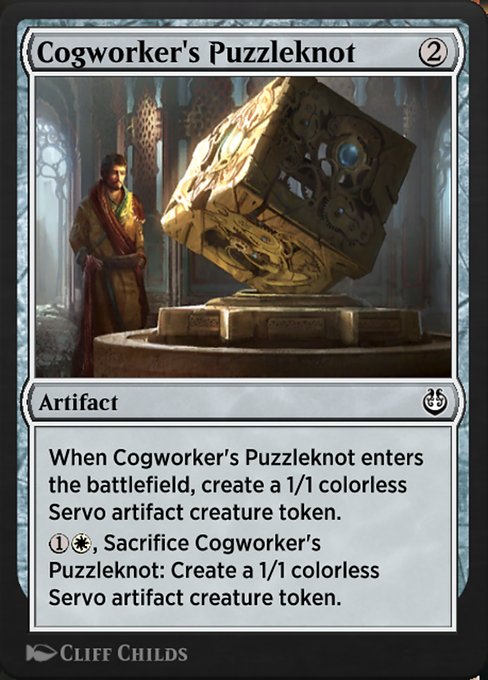 Cogworker's Puzzleknot 2
Artifact
When Cogworker's Puzzleknot enters
the battlefield, create a 1/1 colorless
Servo artifact creature token.
1, Sacrifice Cogworker's
Puzzleknot: Create a 1/1 colorless
Servo artifact creature token.
CLIFF CHILDS